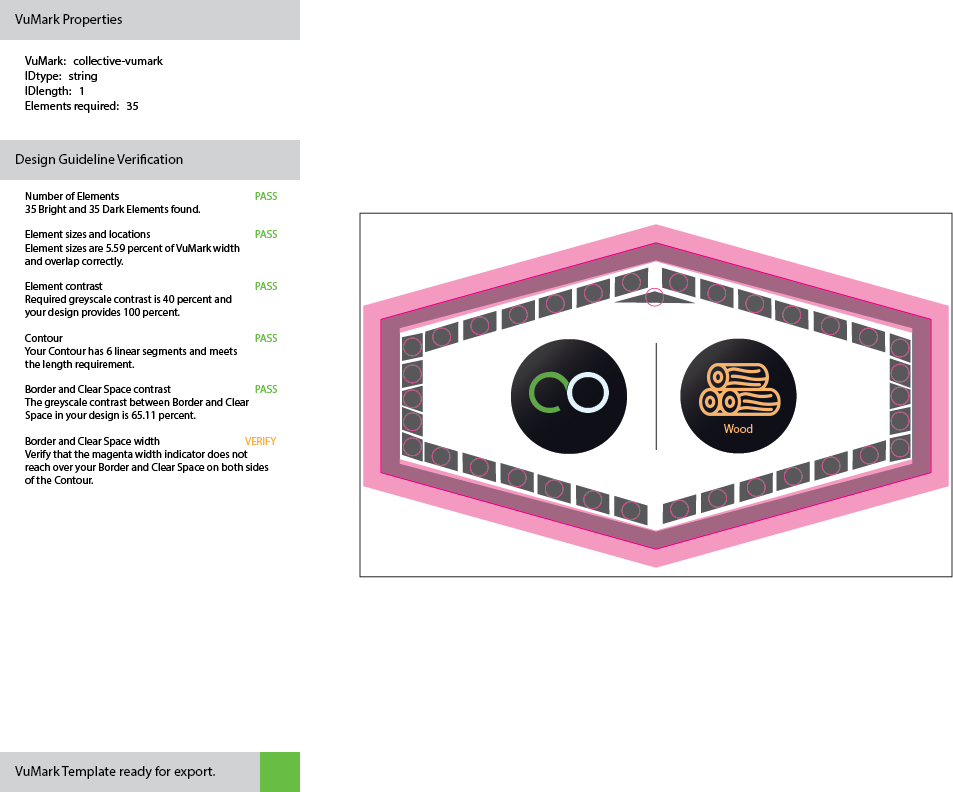 VuMark Properties
VuMark: collective-vumark
IDtype: string
IDlength: 1
Elements required: 35
Design Guideline Verification
Number of Elements PASS
35 Bright and 35 Dark Elements found.
Element sizes and locations PASS
Element sizes are 5.59 percent of VuMark width
and overlap correctly.
Element contrast PASS
Required greyscale contrast is 40 percent and
your design provides 100 percent.
Contour PASS
Your Contour has 6 linear segments and meets
the length requirement.
Border and Clear Space contrast PASS
The greyscale contrast between Border and Clear
Space in your design is 65.11 percent.
Border and Clear Space width VERIFY
Verify that the magenta width indicator does not
reach over your Border and Clear Space on both sides
of the Contour.
VuMark Template ready for export.
Wood